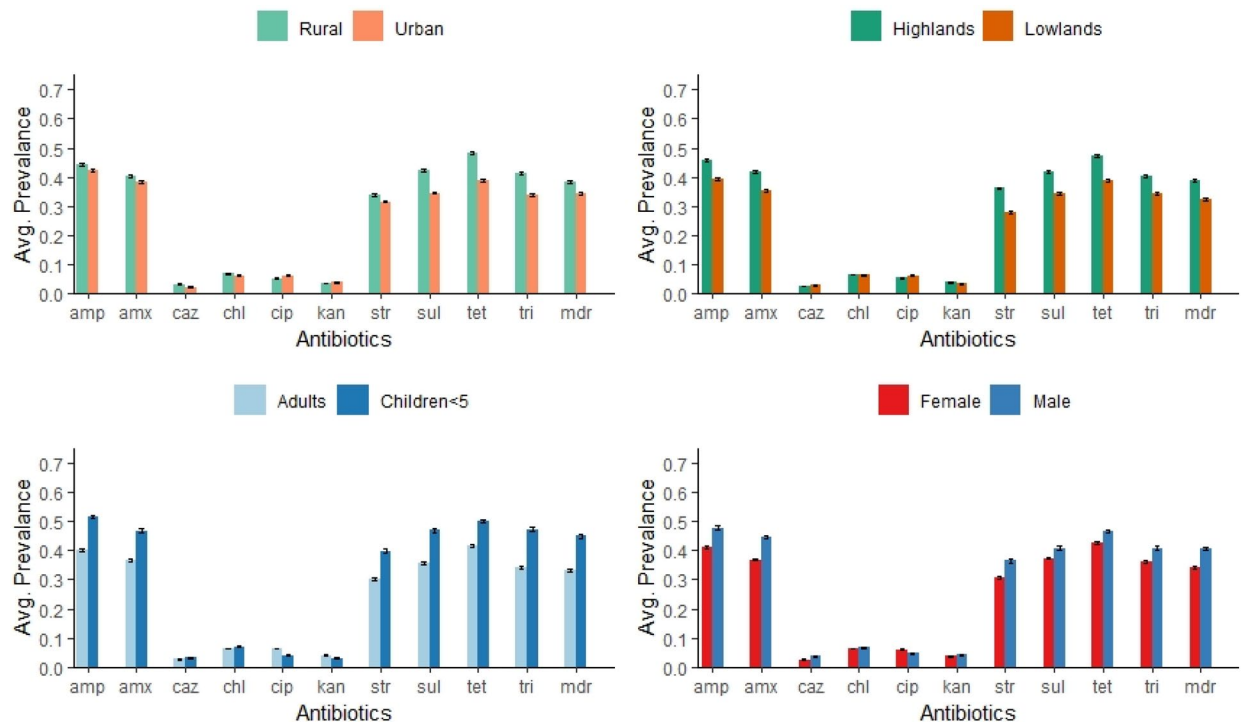 Rural Urban
Avg. Prevalance
0.7
0.6
0.5
0.4
0.3
0.2
0.1
0.0
amp amx caz chl cip kan str sul tet tri mdr
Antibiotics
Highlands Lowlands
Avg. Prevalance
0.7
0.6
0.5
0.4
0.3
0.2
0.1
0.0
amp amx caz chl cip kan str sul tet tri mdr
Antibiotics
Adults Children<5
Avg. Prevalance
0.7
0.6
0.5
0.4
0.3
0.2
0.1
0.0
amp amx caz chl cip kan str sul tet tri mdr
Antibiotics
Female Male
Avg. Prevalance
0.7
0.6
0.5
0.4
0.3
0.2
0.1
0.0
amp amx caz chl cip kan str sul tet tri mdr
Antibiotics